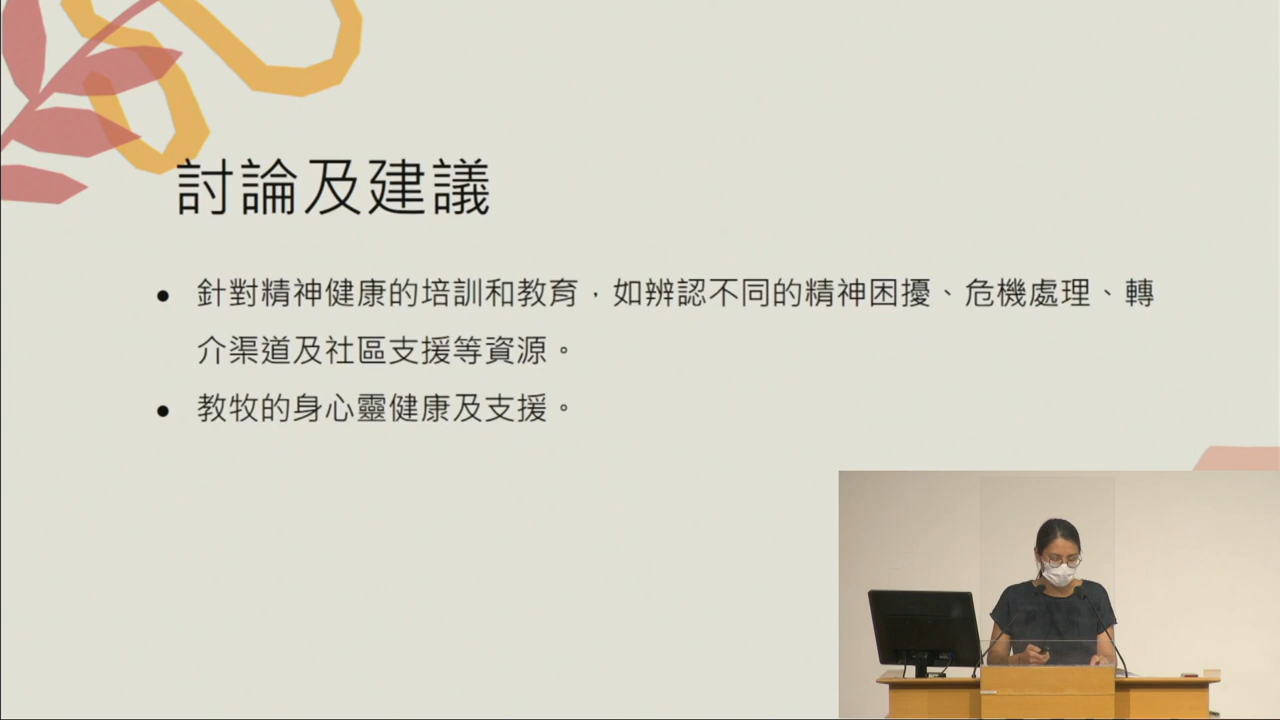 討論及建議
● 針對精神健康的培訓和教育，如辨認不同的精神困擾、危機處理、轉
介渠道及社區支援等資源。
● 教牧的身心靈健康及支援。